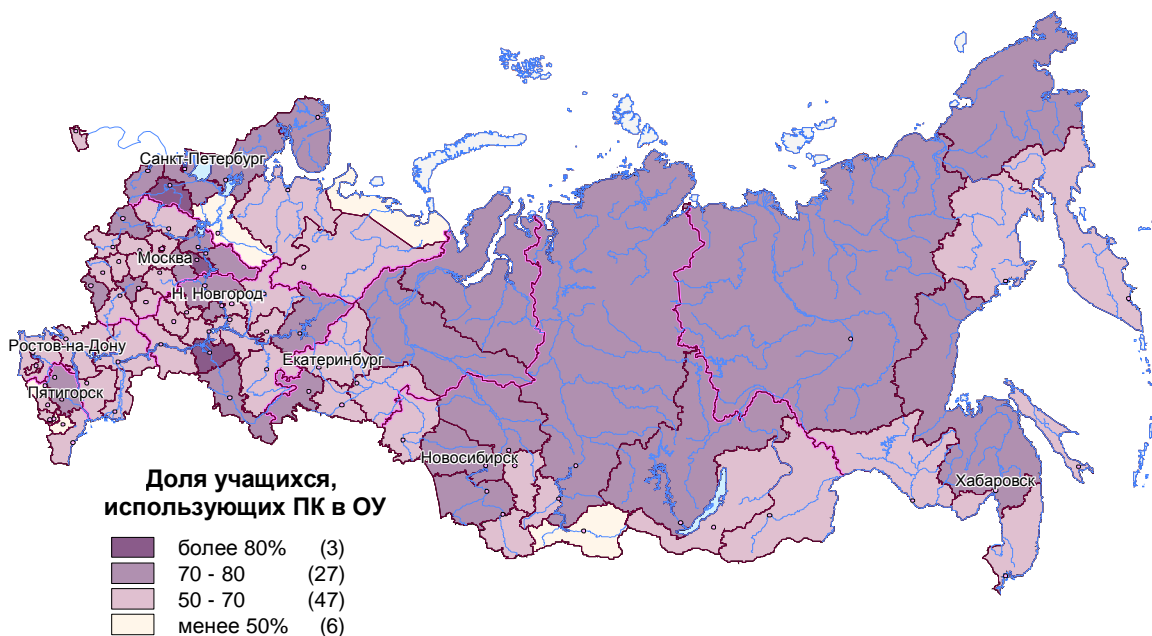 Санкт-Петербург
Москва
Н. Новгород
Ростов-на-Дону
Екатеринбург
Пятигорск
Новосибирск
Хабаровск
Доля учащихся,
использующих ПК в ОУ
более 80% (3)
70 - 80 (27)
50 - 70 (47)
менее 50% (6)